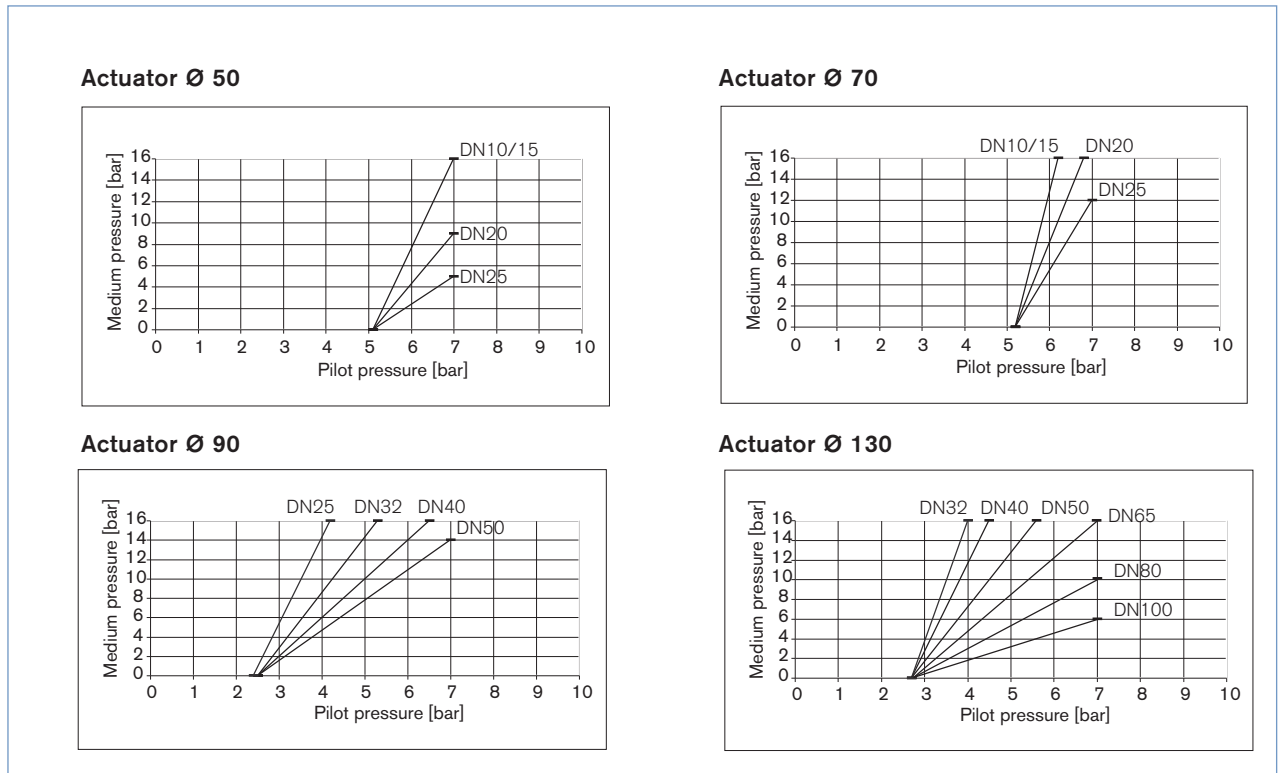 Actuator Ø 50
DN10/15
DN20
DN25
Medium pressure [bar]
16
14
12
10
8
6
4
2
0
0 1 2 3 4 5 6 7 8 9 10
Pilot pressure [bar]
Actuator Ø 70
DN10/15 DN20
DN25
Medium pressure [bar]
16
14
12
10
8
6
4
2
0
0 1 2 3 4 5 6 7 8 9 10
Pilot pressure [bar]
Actuator Ø 90
DN25 DN32 DN40
DN50
Medium pressure [bar]
16
14
12
10
8
6
4
2
0
0 1 2 3 4 5 6 7 8 9 10
Pilot pressure [bar]
Actuator Ø 130
DN32 DN40 DN50 DN65
DN80
DN100
Medium pressure [bar]
16
14
12
10
8
6
4
2
0
0 1 2 3 4 5 6 7 8 9 10
Pilot pressure [bar]